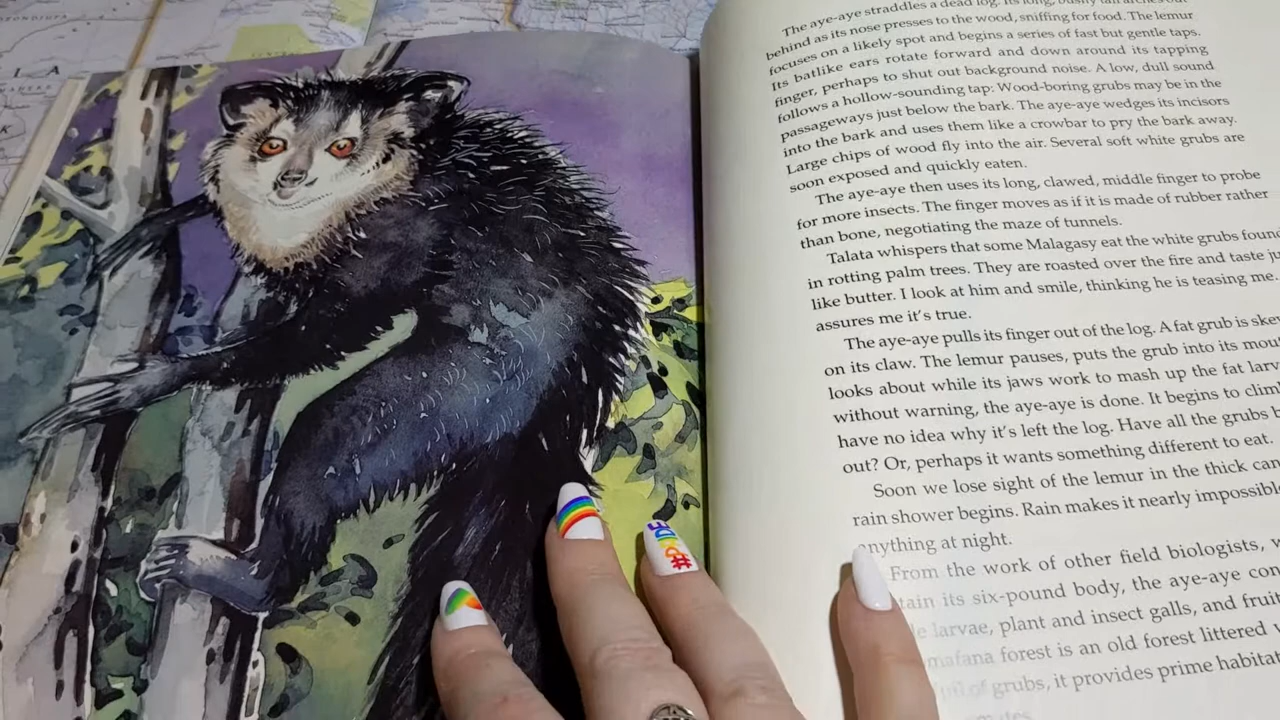 The aye-aye straddles a dead log. Its long, bushy tail arches out
behind as its nose presses to the wood, sniffing for food. The lemur
focuses on a likely spot and begins a series of fast but gentle taps.
Its batlike ears rotate forward and down around its tapping
finger, perhaps to shut out background noise. A low, dull sound
follows a hollow-sounding tap: Wood-boring grubs may be in the
passageways just below the bark. The aye-aye wedges its incisors
into the bark and uses them like a crowbar to pry the bark away.
Large chips of wood fly into the air. Several soft white grubs are
soon exposed and quickly eaten.
The aye-aye then uses its long, clawed, middle finger to probe
for more insects. The finger moves as if it is made of rubber rather
than bone, negotiating the maze of tunnels.
Talata whispers that some Malagasy eat the white grubs found
in rotting palm trees. They are roasted over the fire and taste ju
like butter. I look at him and smile, thinking he is teasing me.
assures me it's true.
The aye-aye pulls its finger out of the log. A fat grub is ske
on its claw. The lemur pauses, puts the grub into its mou
looks about while its jaws work to mash up the fat larv
without warning, the aye-aye is done. It begins to clim
have no idea why it's left the log. Have all the grubs b
out? Or, perhaps it wants something different to eat.
Soon we lose sight of the lemur in the thick can
rain shower begins. Rain makes it nearly impossibl
anything at night.
From the work of other field biologists, w
tain its six-pound body, the aye-aye con
larvae, plant and insect galls, and fruit
mafana forest is an old forest littered
of grubs, it provides prime habitat